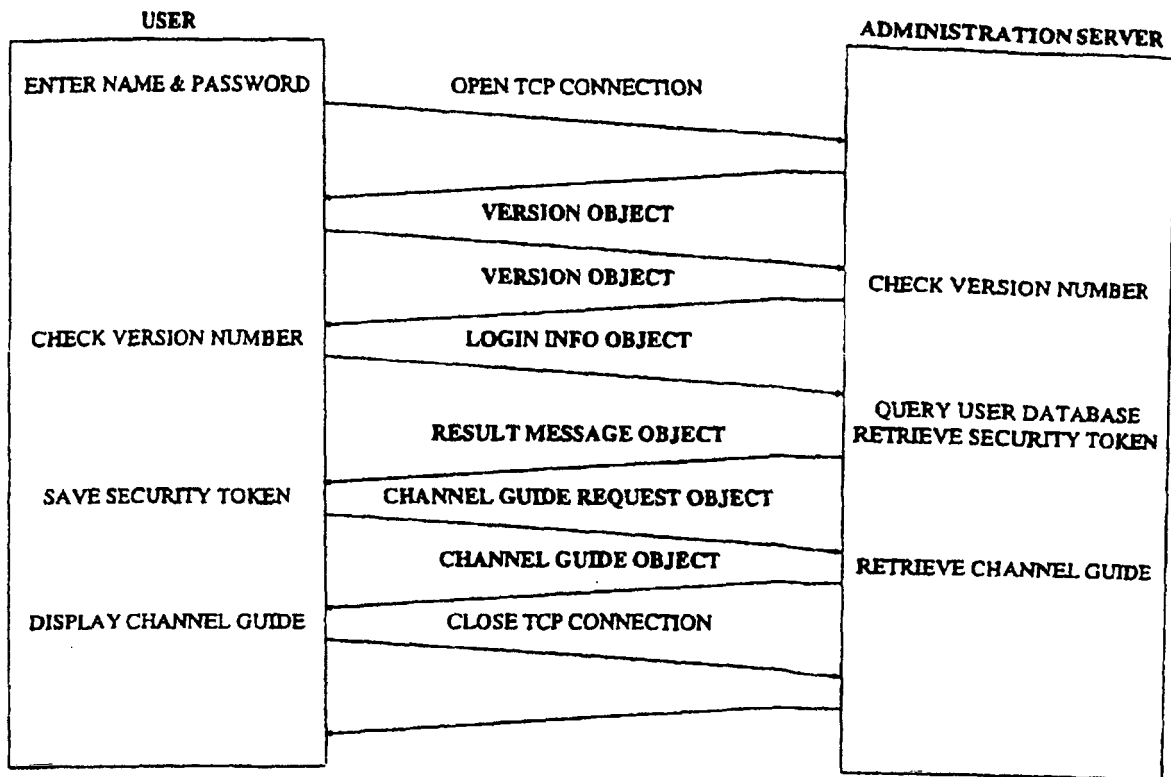 USER
ADMINISTRATION SERVER
ENTER NAME & PASSWORD
OPEN TCP CONNECTION
VERSION OBJECT
VERSION OBJECT
CHECK VERSION NUMBER
CHECK VERSION NUMBER
LOGIN INFO OBJECT
QUERY USER DATABASE
RESULT MESSAGE OBJECT
RETRIEVE SECURITY TOKEN
SAVE SECURITY TOKEN
CHANNEL GUIDE REQUEST OBJECT
CHANNEL GUIDE OBJECT
RETRIEVE CHANNEL GUIDE
DISPLAY CHANNEL GUIDE
CLOSE TCP CONNECTION